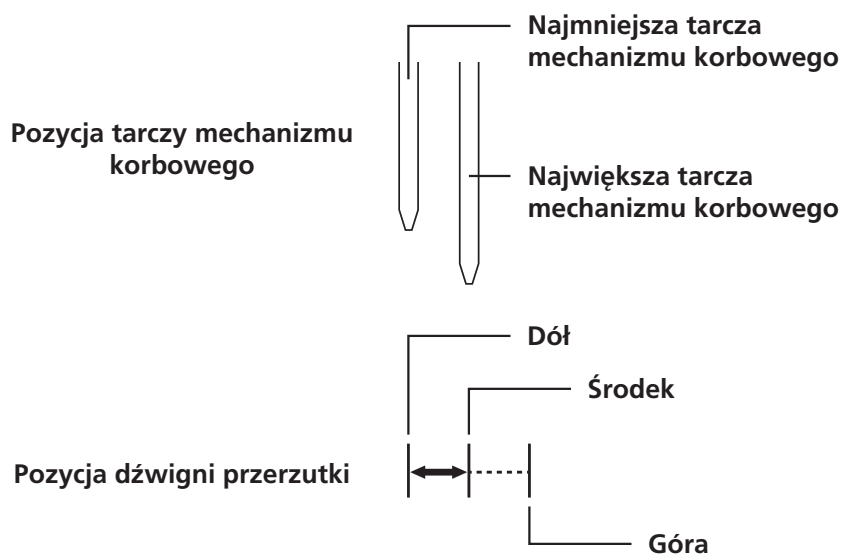 Najmniejsza tarcza
mechanizmu korbowego
Pozycja tarczy mechanizmu
korbowego
Największa tarcza
mechanizmu korbowego
Dół
Środek
Pozycja dźwigni przerzutki
Góra